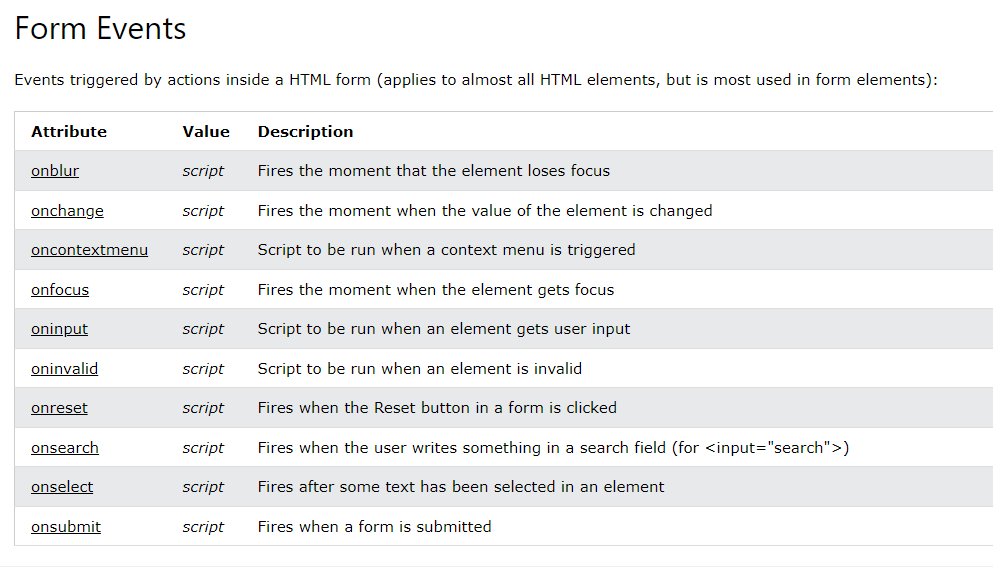 Form Events
Events triggered by actions inside a HTML form (applies to almost all HTML elements, but is most used in form elements):
Attribute Value Description
onblur script Fires the moment that the element loses focus
onchange script Fires the moment when the value of the element is changed
oncontextmenu script Script to be run when a context menu is triggered
onfocus script Fires the moment when the element gets focus
oninput script Script to be run when an element gets user input
oninvalid script Script to be run when an element is invalid
onreset script Fires when the Reset button in a form is clicked
onsearch script Fires when the user writes something in a search field (for <input="search">)
onselect script Fires after some text has been selected in an element
onsubmit script Fires when a form is submitted